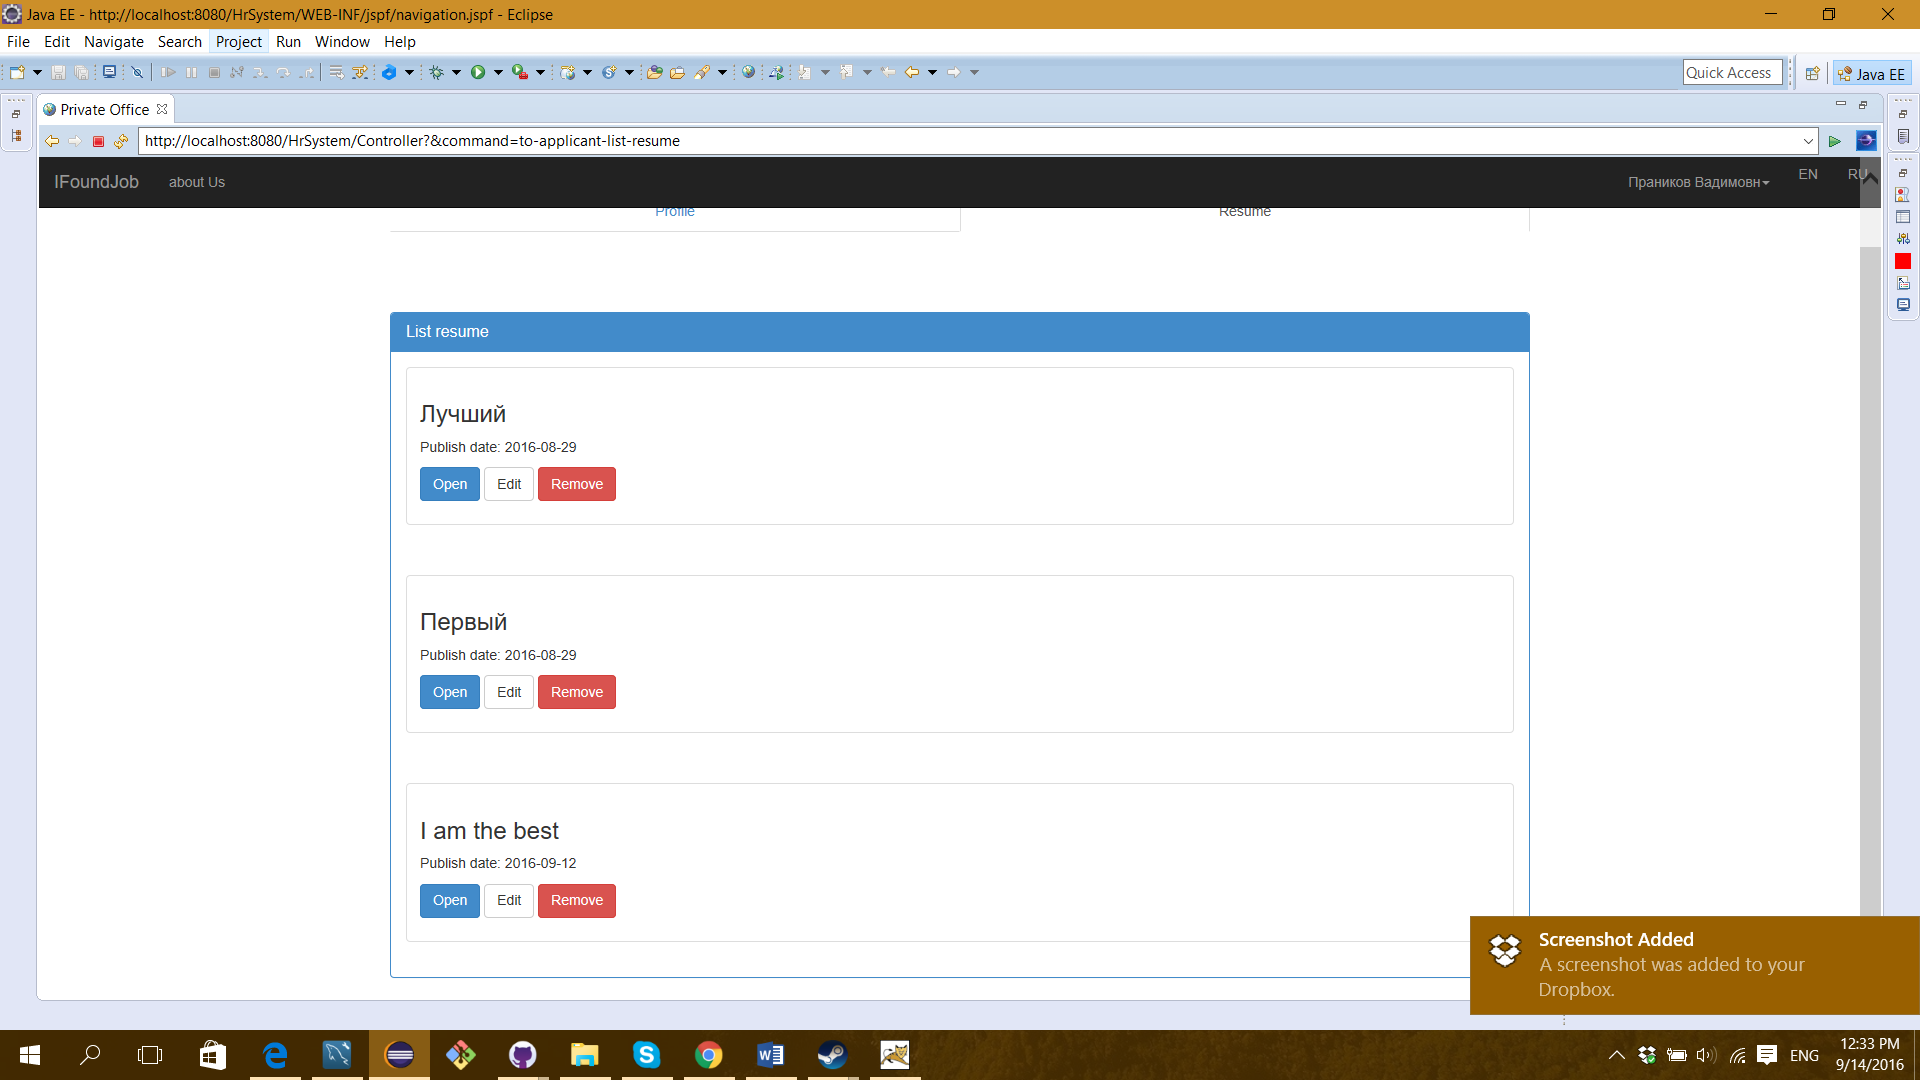 Java EE - http://localhost:8080/HrSystem/WEB-INF/jspf/navigation.jspf - Eclipse
File Edit Navigate Search Project Run Window Help
Quick Access
Java EE
Private Office
http://localhost:8080/HrSystem/Controller?&command=to-applicant-list-resume
IFoundJob about Us Праников Вадимовн EN RU
Profile Resume
List resume
Лучший
Publish date: 2016-08-29
Open Edit Remove
Первый
Publish date: 2016-08-29
Open Edit Remove
I am the best
Publish date: 2016-09-12
Open Edit Remove
Screenshot Added
A screenshot was added to your
Dropbox.
ENG
12:33 PM
9/14/2016